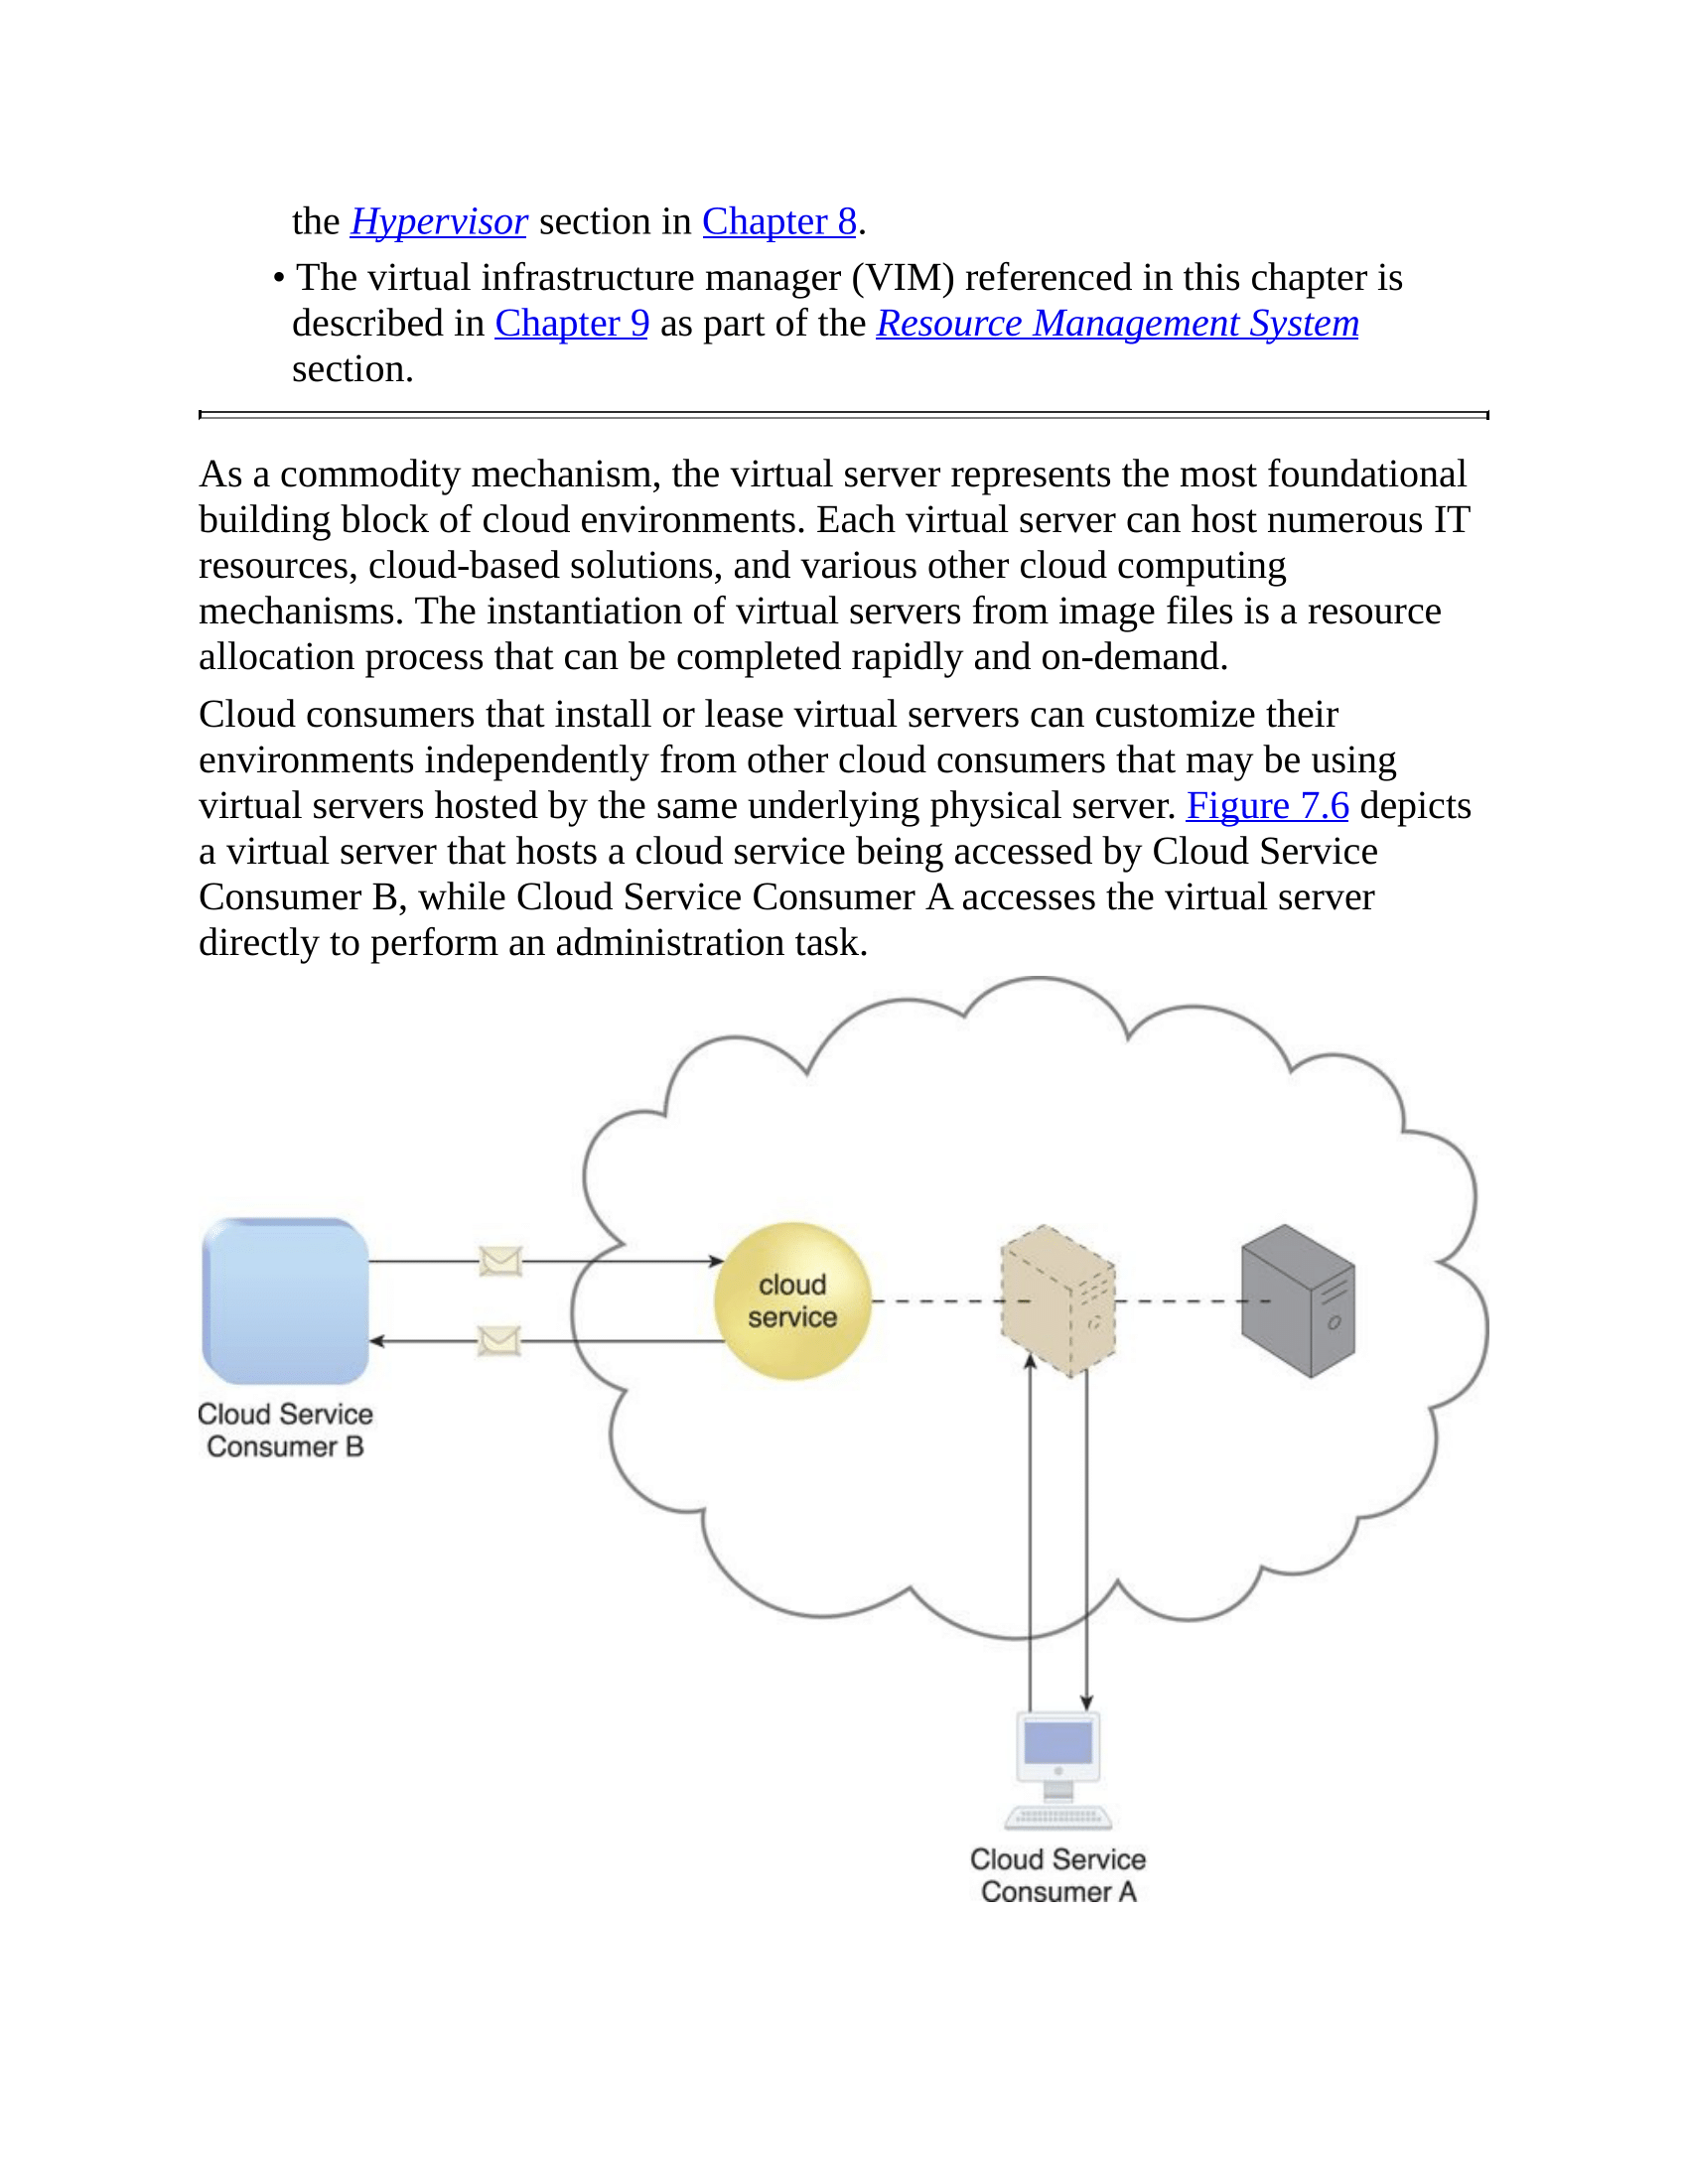 the Hypervisor section in Chapter 8.
• The virtual infrastructure manager (VIM) referenced in this chapter is
described in Chapter 9 as part of the Resource Management System
section.
As a commodity mechanism, the virtual server represents the most foundational
building block of cloud environments. Each virtual server can host numerous IT
resources, cloud-based solutions, and various other cloud computing
mechanisms. The instantiation of virtual servers from image files is a resource
allocation process that can be completed rapidly and on-demand.
Cloud consumers that install or lease virtual servers can customize their
environments independently from other cloud consumers that may be using
virtual servers hosted by the same underlying physical server. Figure 7.6 depicts
a virtual server that hosts a cloud service being accessed by Cloud Service
Consumer B, while Cloud Service Consumer A accesses the virtual server
directly to perform an administration task.
cloud
service
Cloud Service
Consumer B
Cloud Service
Consumer A